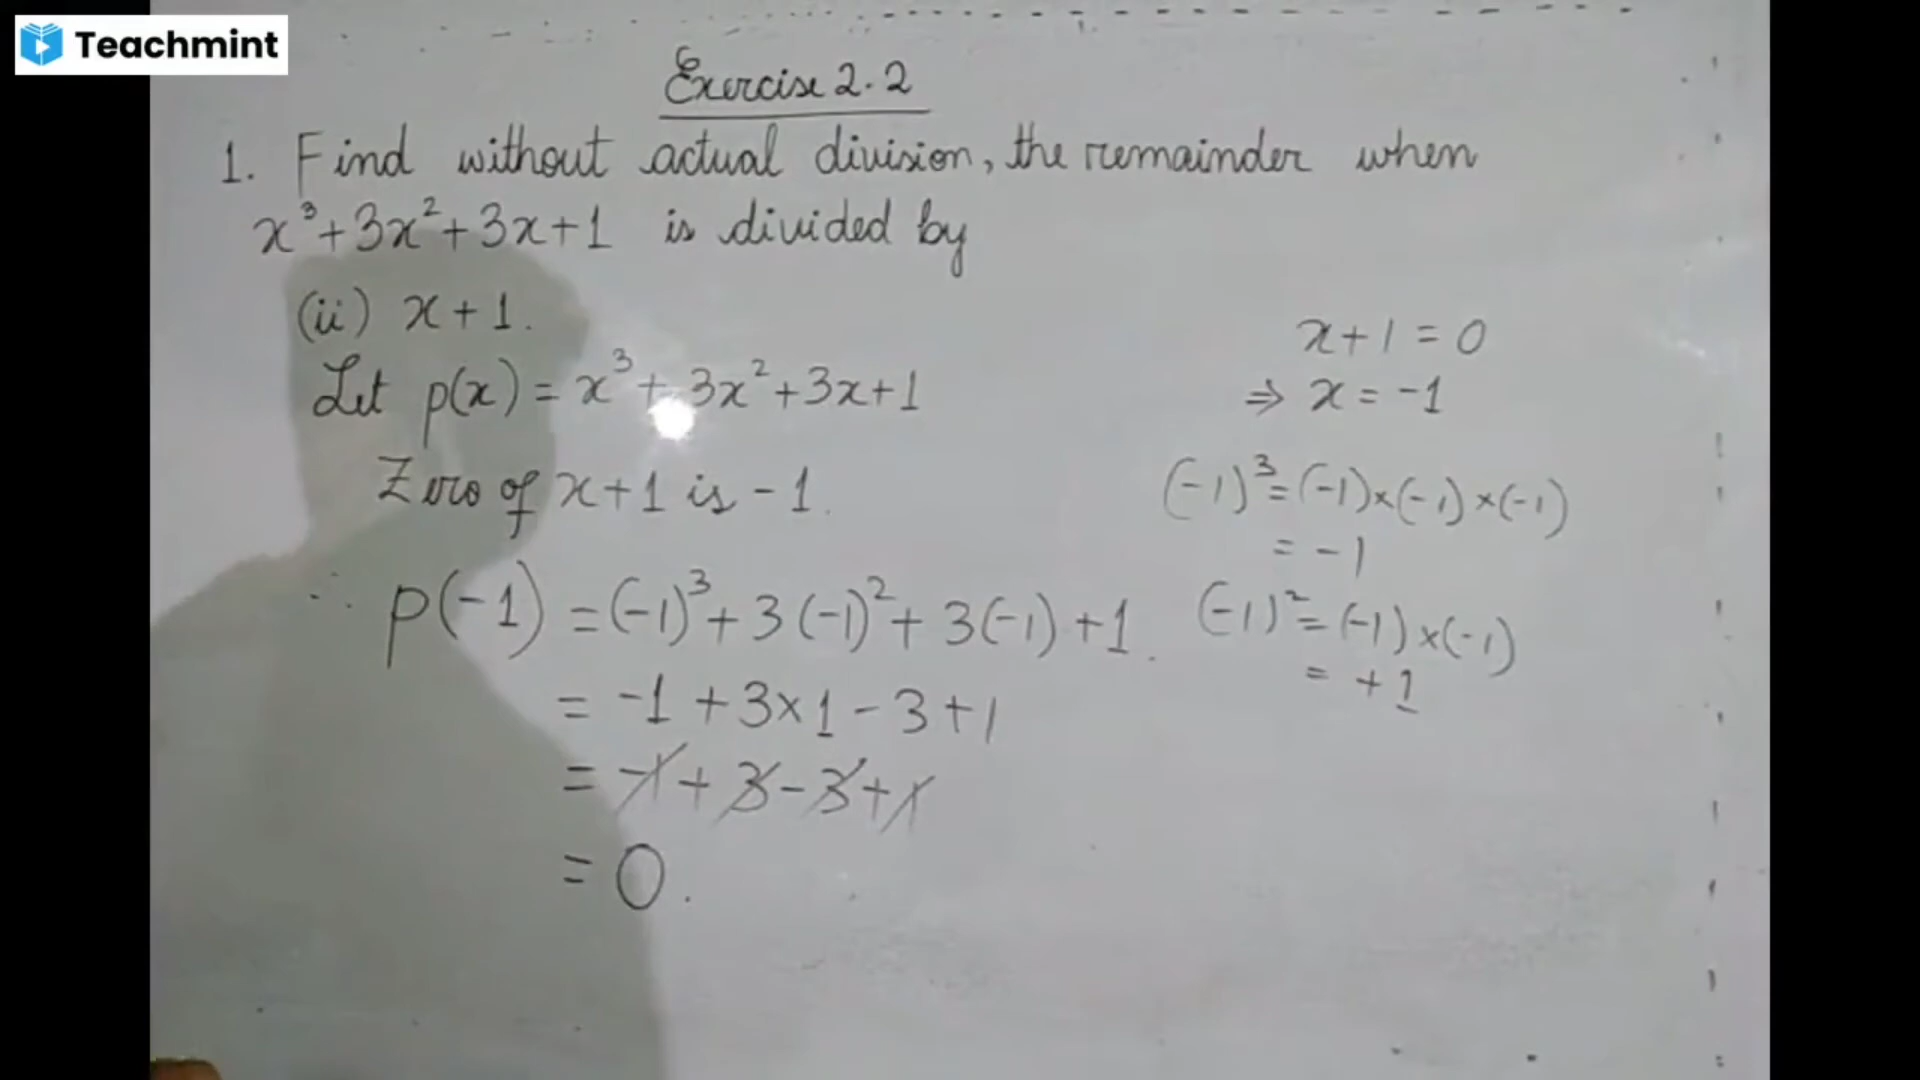 Teachmint
Exercise 2.2
1. Find without actual division, the remainder when
x³+3x²+3x+1 is divided by
(ii) x+1.
Let p(x) = x³+3x²+3x+1
Zero of x+1 is -1.
∴ p(-1) = (-1)³+3(-1)²+3(-1)+1.
= -1+3×1-3+1
= -1+3-3+1
= 0.
x+1=0
⇒ x=-1
(-1)³=(-1)×(-1)×(-1)
= -1
(-1)²=(-1)×(-1)
= +1